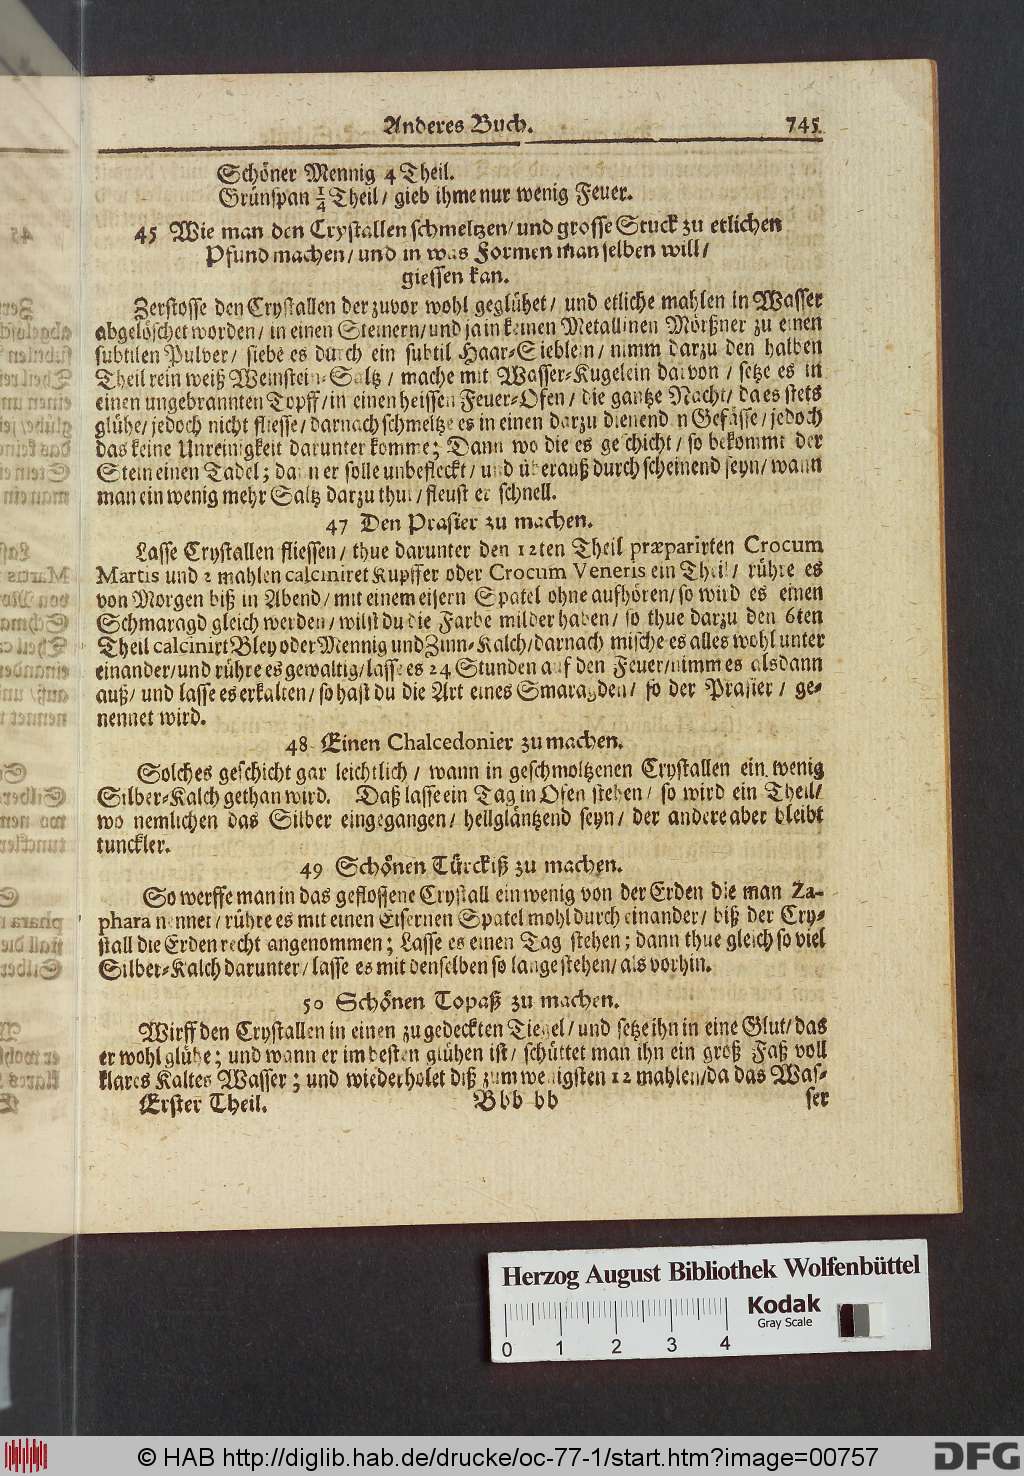 Anderes Buch. 745
Schöner Mennig 4 Theil.
Grünspan 1/4 Theil/ gieb ihme nur wenig Feuer.
45 Wie man den Crystallen schmeltzen/ und grosse Stuck zu etlichen
Pfund machen/ und in was Formen man selben will/
giessen kan.
Zerstosse den Crystallen der zuvor wohl geglühet/ und etliche mahlen in Wasser
abgelöschet worden/ in einen Steinern/ und ja in keinen Metallinen Mörßner zu einen
subtilen Pulver/ siebe es durch ein subtil Haar-Sieblein/ nimm darzu den halben
Theil rein weiß Weinstein-Saltz/ mache mit Wasser-Kugelein daivon/ setze es in
einen ungebrannten Topff/ in einen heissen Feuer-Ofen/ die gantze Nacht/ da es stets
glühe/ jedoch nicht fliesse/ darnach schmeltze es in einen darzu dienend n Gefässe/ jedoch
das keine Unreinigkeit darunter komme; Dann wo die es geschicht/ so bekommt der
Stein einen Tadel; dann er solle unbefleckt/ und überauß durchscheinend seyn/ wann
man ein wenig mehr Saltz darzu thut/ fleust er schnell.
47 Den Prasier zu machen.
Lasse Crystallen fliessen/ thue darunter den 12ten Theil præparirten Crocum
Martis und 2 mahlen calciniret Kupffer oder Crocum Veneris ein Theil/ rühre es
von Morgen biß in Abend/ mit einem eisern Spatel ohne aufhören/ so wird es einen
Schmaragd gleich werden/ wilst du die Farbe milder haben/ so thue darzu den 6ten
Theil calcinirt Bley oder Mennig und Zinn-Kalch/ darnach mische es alles wohl unter
einander/ und rühre es gewaltig/ lasse es 24 Stunden auf den Feuer/ nimm es alsdann
auß/ und lasse es erkalten/ so hast du die Art eines Smaragden/ so der Prasier/ ge-
nennet wird.
48 Einen Chalcedonier zu machen.
Solches geschicht gar leichtlich/ wann in geschmoltzenen Crystallen ein wenig
Silber-Kalch gethan wird. Daß lasse ein Tag in Ofen stehen/ so wird ein Theil/
wo nemlichen das Silber eingegangen/ hellgläntzend seyn/ der andere aber bleibt
tunckler.
49 Schönen Türckiß zu machen.
So werffe man in das geflossene Crystall ein wenig von der Erden die man Za-
phara nennet/ rühre es mit einen Eisernen Spatel wohl durcheinander/ biß der Cry-
stall die Erden recht angenommen; Lasse es einen Tag stehen; dann thue gleich so viel
Silber-Kalch darunter/ lasse es mit denselben so lange stehen/ als vorhin.
50 Schönen Topaß zu machen.
Wirff den Crystallen in einen zugedeckten Tiegel/ und setze ihn in eine Glut/ das
er wohl glühe; und wann er im besten glühen ist/ schüttet man ihn ein groß Faß voll
klares Kaltes Wasser; und wiederholet diß zum wenigsten 12 mahlen/ da das Was-
Erster Theil. Bbb bb ser
Herzog August Bibliothek Wolfenbüttel
Kodak
Gray Scale
0 1 2 3 4
© HAB http://diglib.hab.de/drucke/oc-77-1/start.htm?image=00757
DFG